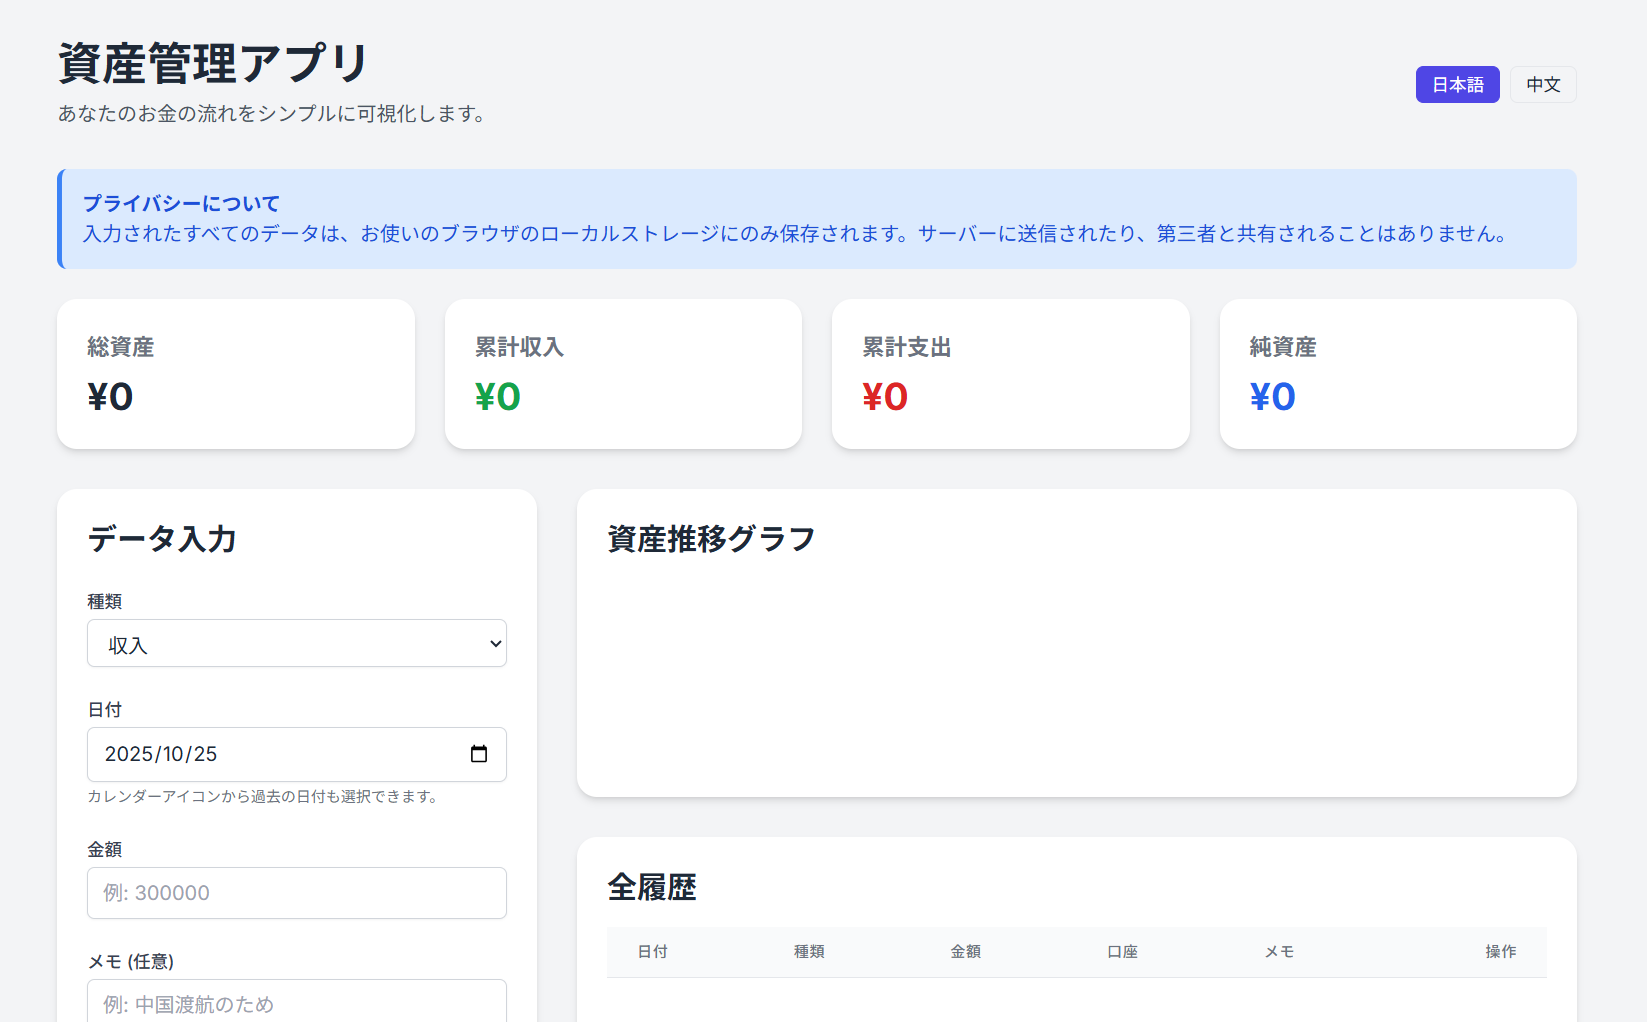 資産管理アプリ
あなたのお金の流れをシンプルに可視化します。
日本語
中文
プライバシーについて
入力されたすべてのデータは、お使いのブラウザのローカルストレージにのみ保存されます。サーバーに送信されたり、第三者と共有されることはありません。
総資産
¥0
累計収入
¥0
累計支出
¥0
純資産
¥0
データ入力
種類
収入
日付
2025/10/25
カレンダーアイコンから過去の日付も選択できます。
金額
例: 300000
メモ (任意)
例: 中国渡航のため
資産推移グラフ
全履歴
日付 種類 金額 口座 メモ 操作